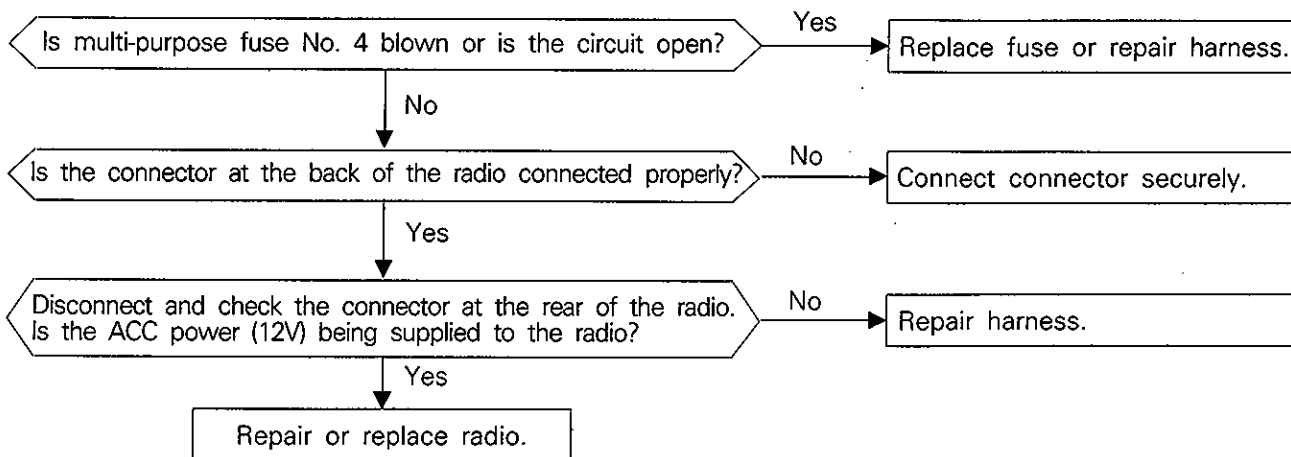 Is multi-purpose fuse No. 4 blown or is the circuit open?
Yes
Replace fuse or repair harness.
No
Is the connector at the back of the radio connected properly?
No
Connect connector securely.
Yes
Disconnect and check the connector at the rear of the radio.
Is the ACC power (12V) being supplied to the radio?
No
Repair harness.
Yes
Repair or replace radio.